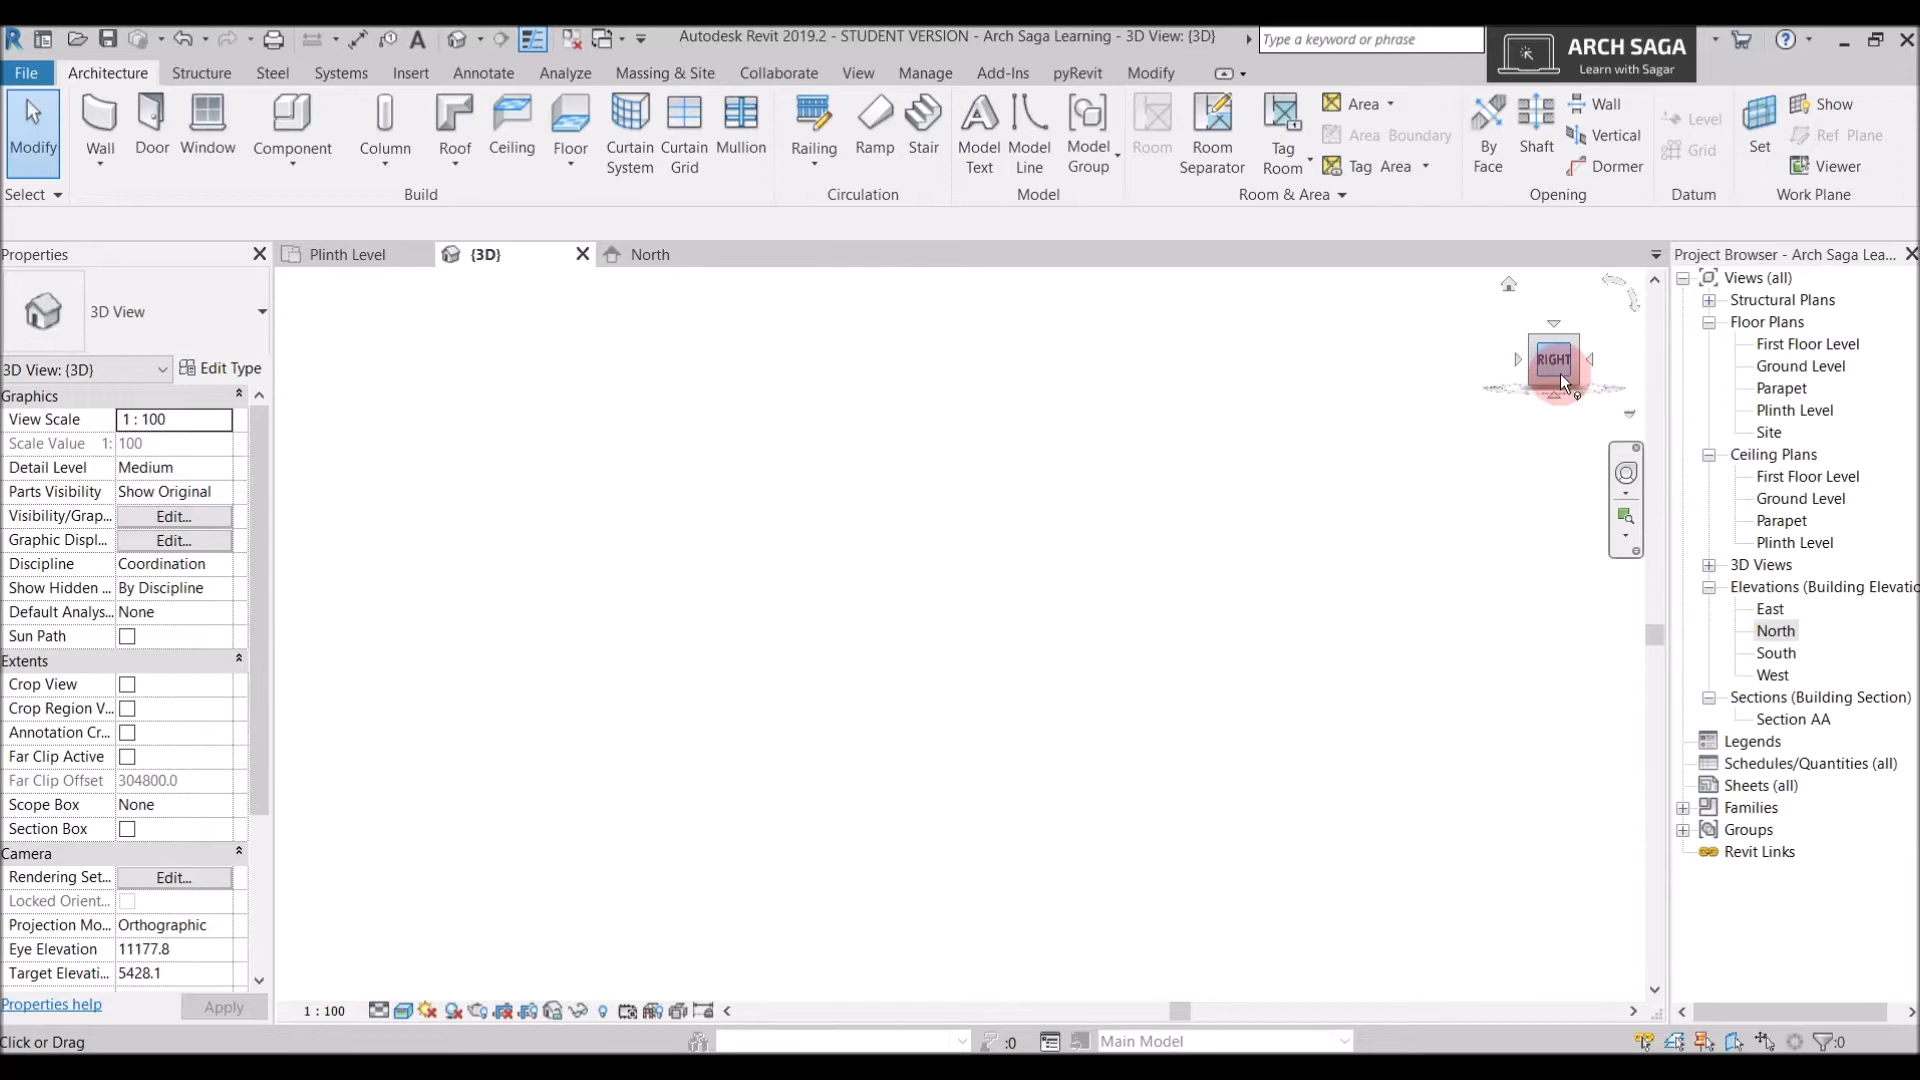 Autodesk Revit 2019.2 - STUDENT VERSION - Arch Saga Learning - 3D View: {3D}
Type a keyword or phrase
ARCH SAGA
Learn with Sagar
File Architecture Structure Steel Systems Insert Annotate Analyze Massing & Site Collaborate View Manage Add-Ins pyRevit Modify
Modify
Wall
Door
Window
Component
Column
Roof
Ceiling
Floor
Curtain System
Curtain Grid
Mullion
Railing
Ramp
Stair
Model Text
Model Line
Model Group
Room
Room Separator
Tag Room
Area
Area Boundary
Tag Area
By Face
Shaft
Wall
Vertical
Dormer
Level
Grid
Set
Show
Ref Plane
Viewer
Select
Build
Circulation
Model
Room & Area
Opening
Datum
Work Plane
Properties
Plinth Level
{3D}
North
Project Browser - Arch Saga Lea...
3D View
3D View: {3D}
Edit Type
Graphics
View Scale 1 : 100
Scale Value 1: 100
Detail Level Medium
Parts Visibility Show Original
Visibility/Grap... Edit...
Graphic Displ... Edit...
Discipline Coordination
Show Hidden ... By Discipline
Default Analys... None
Sun Path
Extents
Crop View
Crop Region V...
Annotation Cr...
Far Clip Active
Far Clip Offset 304800.0
Scope Box None
Section Box
Camera
Rendering Set... Edit...
Locked Orient...
Projection Mo... Orthographic
Eye Elevation 11177.8
Target Elevati... 5428.1
Properties help
Apply
RIGHT
Views (all)
Structural Plans
Floor Plans
First Floor Level
Ground Level
Parapet
Plinth Level
Site
Ceiling Plans
First Floor Level
Ground Level
Parapet
Plinth Level
3D Views
Elevations (Building Elevatio
East
North
South
West
Sections (Building Section)
Section AA
Legends
Schedules/Quantities (all)
Sheets (all)
Families
Groups
Revit Links
1 : 100
Click or Drag
:0
Main Model
:0